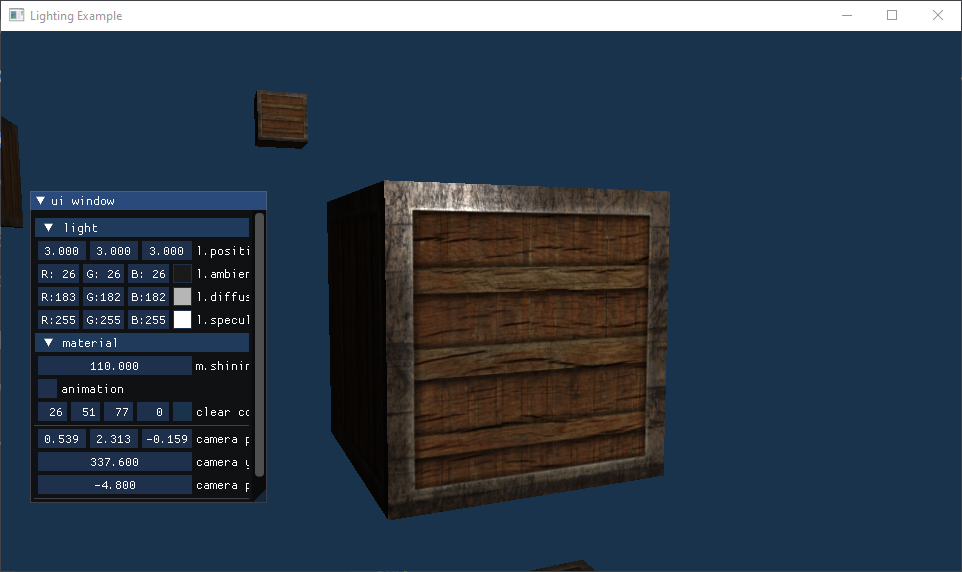 Lighting Example
ui window
light
3.000 3.000 3.000 l.positi
R: 26 G: 26 B: 26 l.ambien
R:183 G:182 B:182 l.diffus
R:255 G:255 B:255 l.specul
material
110.000 m.shinin
animation
26 51 77 0 clear co
0.539 2.313 -0.159 camera p
337.600 camera y
-4.800 camera p